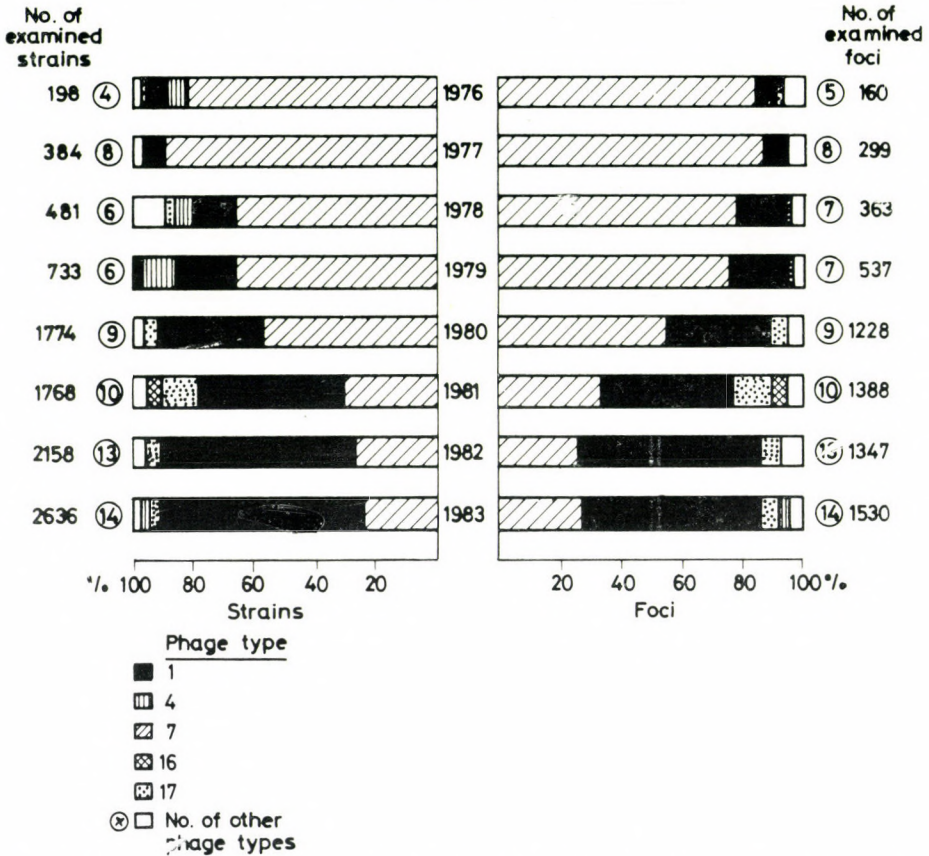 No. of examined strains
No. of examined foci
198 ④ 1976 ⑤ 160
384 ⑧ 1977 ⑧ 299
481 ⑥ 1978 ⑦ 363
733 ⑥ 1979 ⑦ 537
1774 ⑨ 1980 ⑨ 1228
1768 ⑩ 1981 ⑩ 1388
2158 ⑬ 1982 1347
2636 ⑭ 1983 ⑭ 1530
% 100 80 60 40 20
20 40 60 80 100%
Strains
Foci
Phage type
1
4
7
16
17
No. of other
phage types